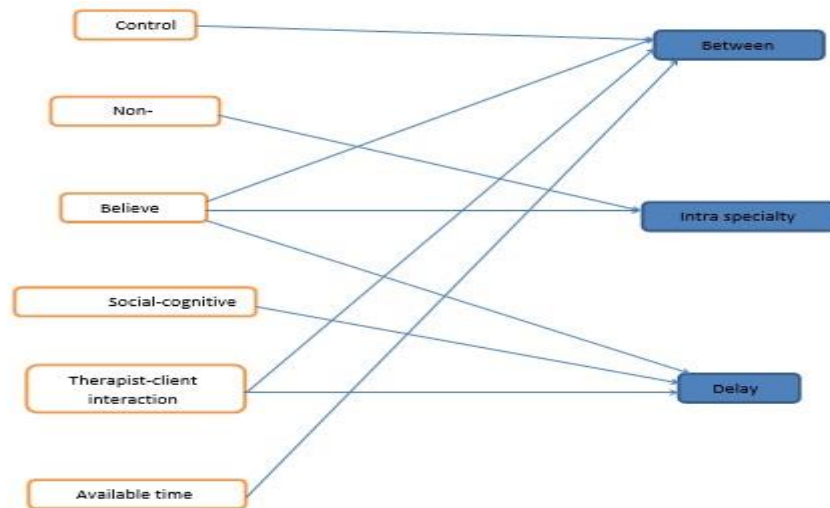 Control
Between
Non-
Believe
Intra specialty
Social-cognitive
Therapist-client
interaction
Delay
Available time